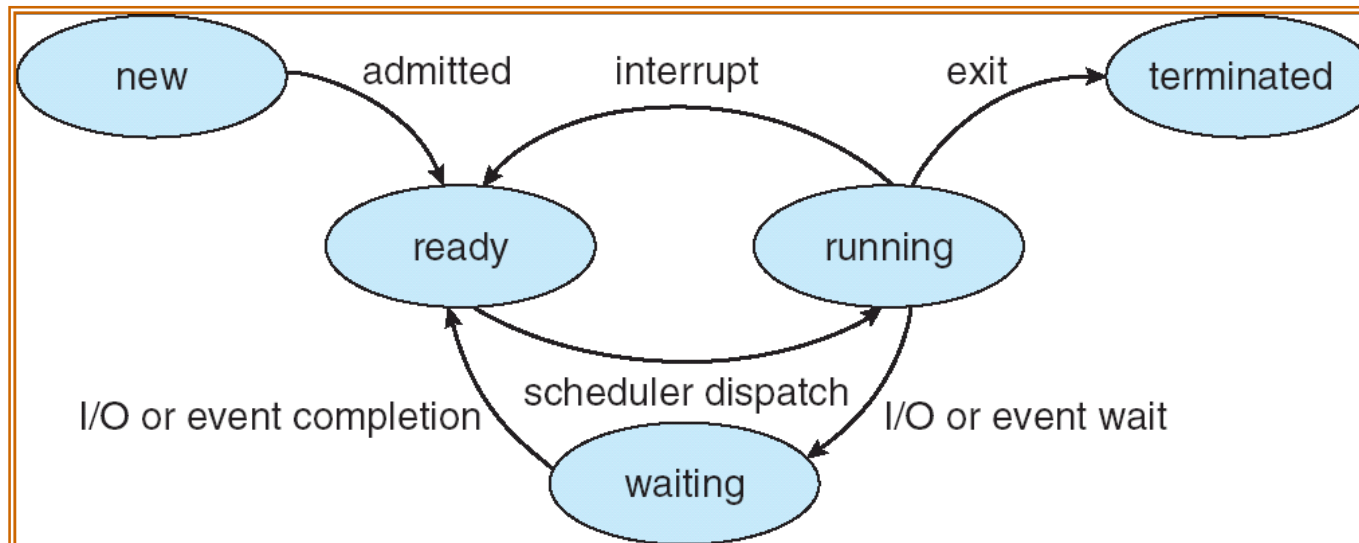 new
admitted
interrupt
exit
terminated
ready
running
scheduler dispatch
I/O or event completion
I/O or event wait
waiting